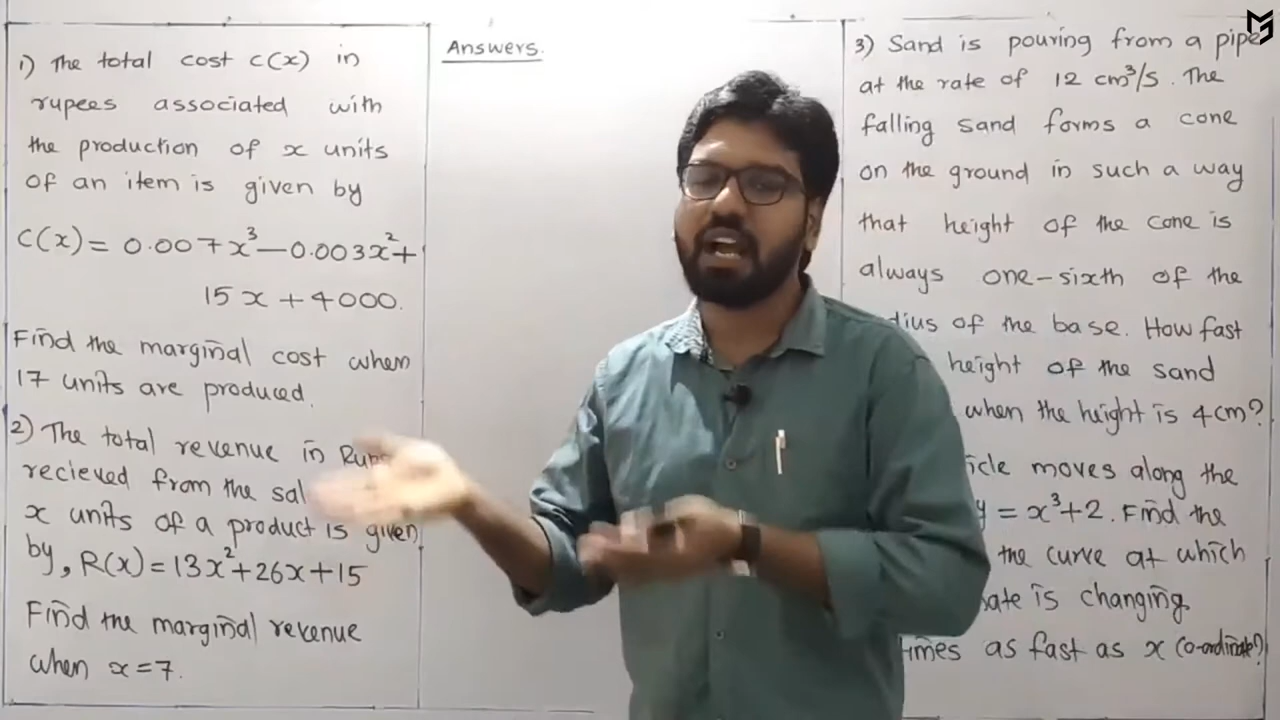 1) The total cost c(x) in
rupees associated with
the production of x units
of an item is given by
C(x) = 0.007x³ — 0.003x² +
15x + 4000.
Find the marginal cost when
17 units are produced.
2) The total revenue in
recieved from the
x units of a product is given
by, R(x) = 13x² + 26x + 15
Find the marginal revenue
when x = 7.
Answers.
3) Sand is pouring from a pipe
at the rate of 12 cm³/s. The
falling sand forms a cone
on the ground in such a way
that height of the cone is
always one-sixth of the
of the base. How fast
height of the sand
when the height is 4cm?
moves along the
y = x³+2. Find the
the curve at which
is changing
times as fast as x co-ordinate?